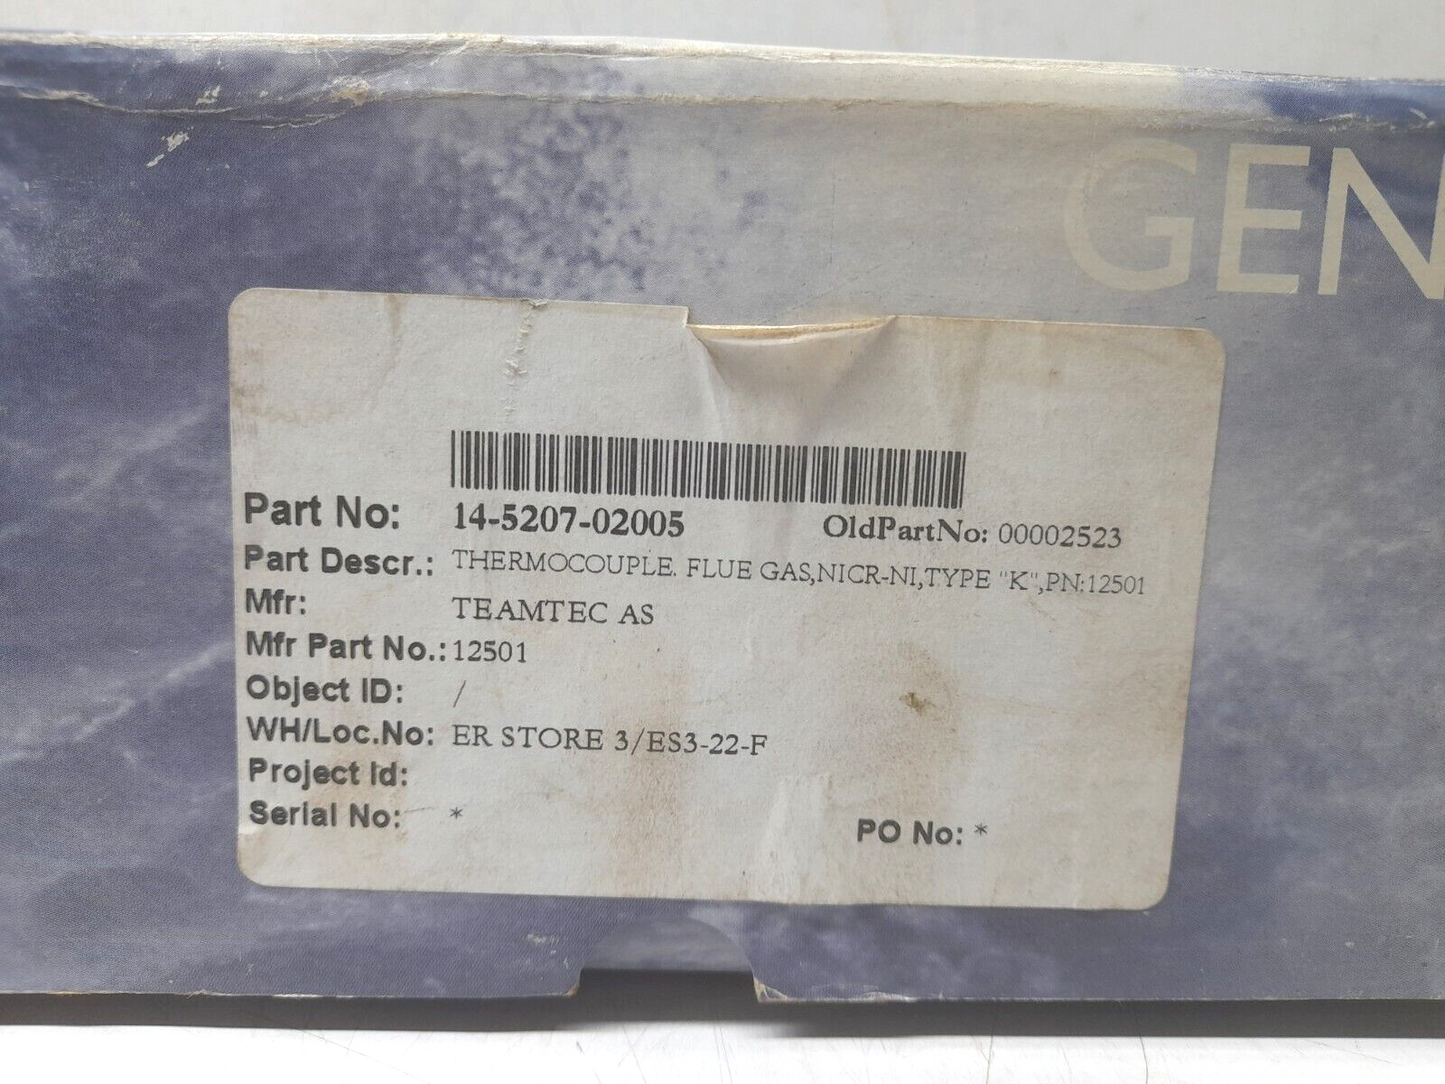 GEN
Part No: 14-5207-02005 OldPartNo: 00002523
Part Descr.: THERMOCOUPLE. FLUE GAS,NICR-NI,TYPE "K",PN:12501
Mfr: TEAMTEC AS
Mfr Part No.: 12501
Object ID: /
WH/Loc.No: ER STORE 3/ES3-22-F
Project Id:
Serial No: * PO No: *